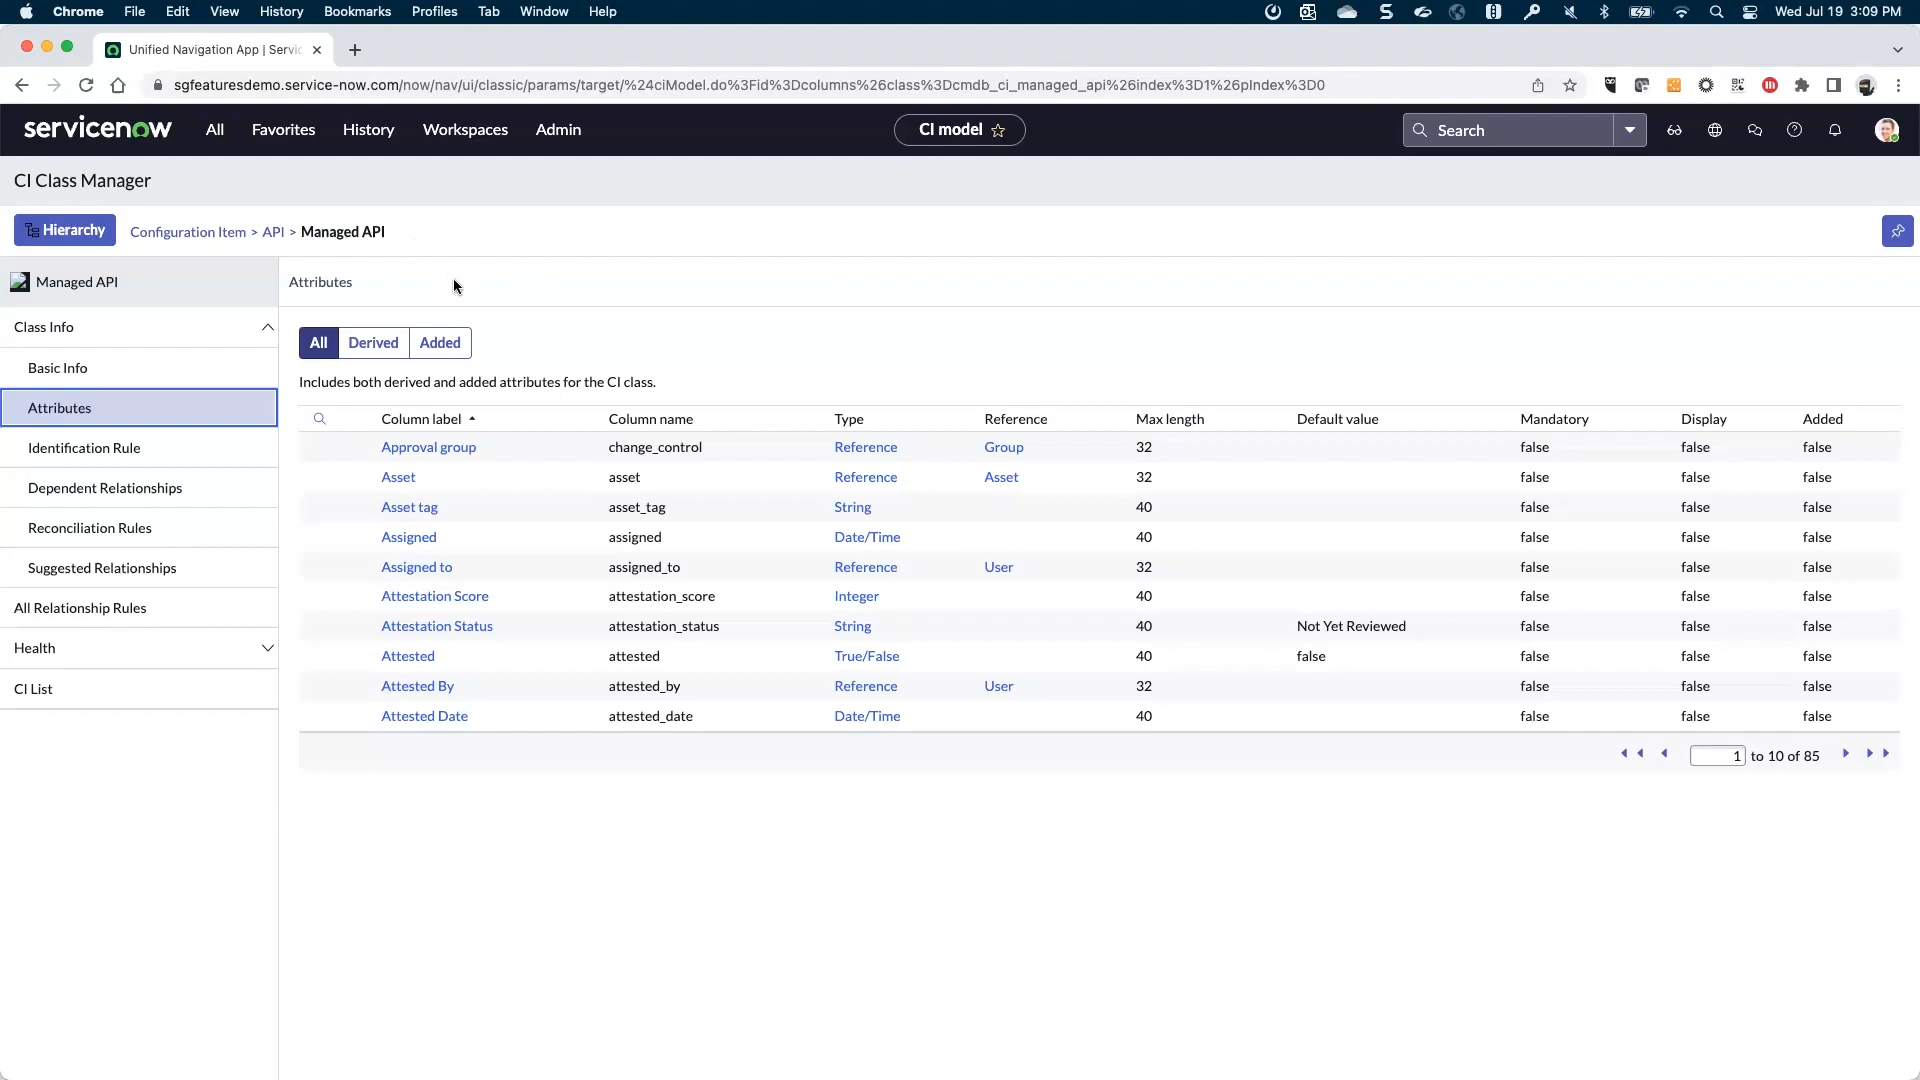 Chrome File Edit View History Bookmarks Profiles Tab Window Help Wed Jul 19 3:09 PM
Unified Navigation App | Servic
sgfeaturesdemo.service-now.com/now/nav/ui/classic/params/target/%24ciModel.do%3Fid%3Dcolumns%26class%3Dcmdb_ci_managed_api%26index%3D1%26pIndex%3D0
servicenow All Favorites History Workspaces Admin CI model Search
CI Class Manager
Hierarchy Configuration Item > API > Managed API
Managed API
Class Info
Basic Info
Attributes
Identification Rule
Dependent Relationships
Reconciliation Rules
Suggested Relationships
All Relationship Rules
Health
CI List
Attributes
All Derived Added
Includes both derived and added attributes for the CI class.
Column label Column name Type Reference Max length Default value Mandatory Display Added
Approval group change_control Reference Group 32 false false false
Asset asset Reference Asset 32 false false false
Asset tag asset_tag String 40 false false false
Assigned assigned Date/Time 40 false false false
Assigned to assigned_to Reference User 32 false false false
Attestation Score attestation_score Integer 40 false false false
Attestation Status attestation_status String 40 Not Yet Reviewed false false false
Attested attested True/False 40 false false false false
Attested By attested_by Reference User 32 false false false
Attested Date attested_date Date/Time 40 false false false
1 to 10 of 85